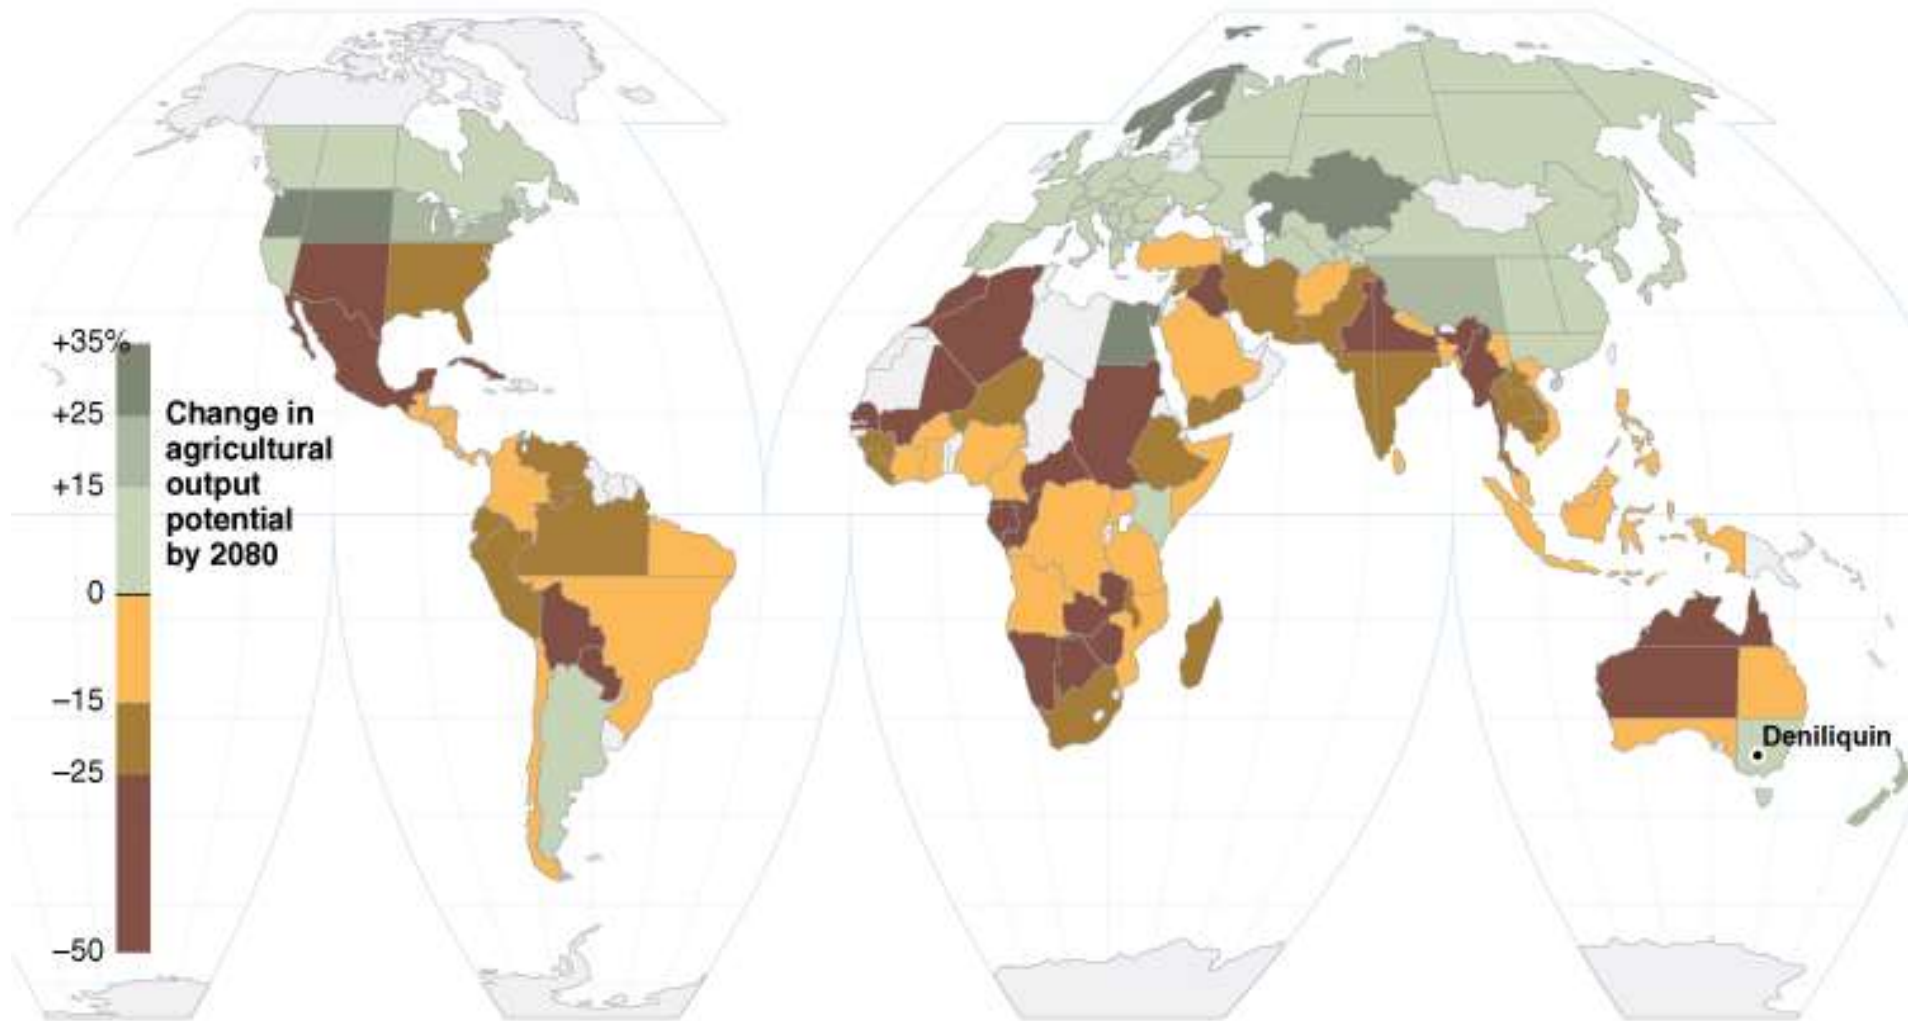 +35%
+25
+15
0
−15
−25
−50
Change in
agricultural
output
potential
by 2080
Deniliquin